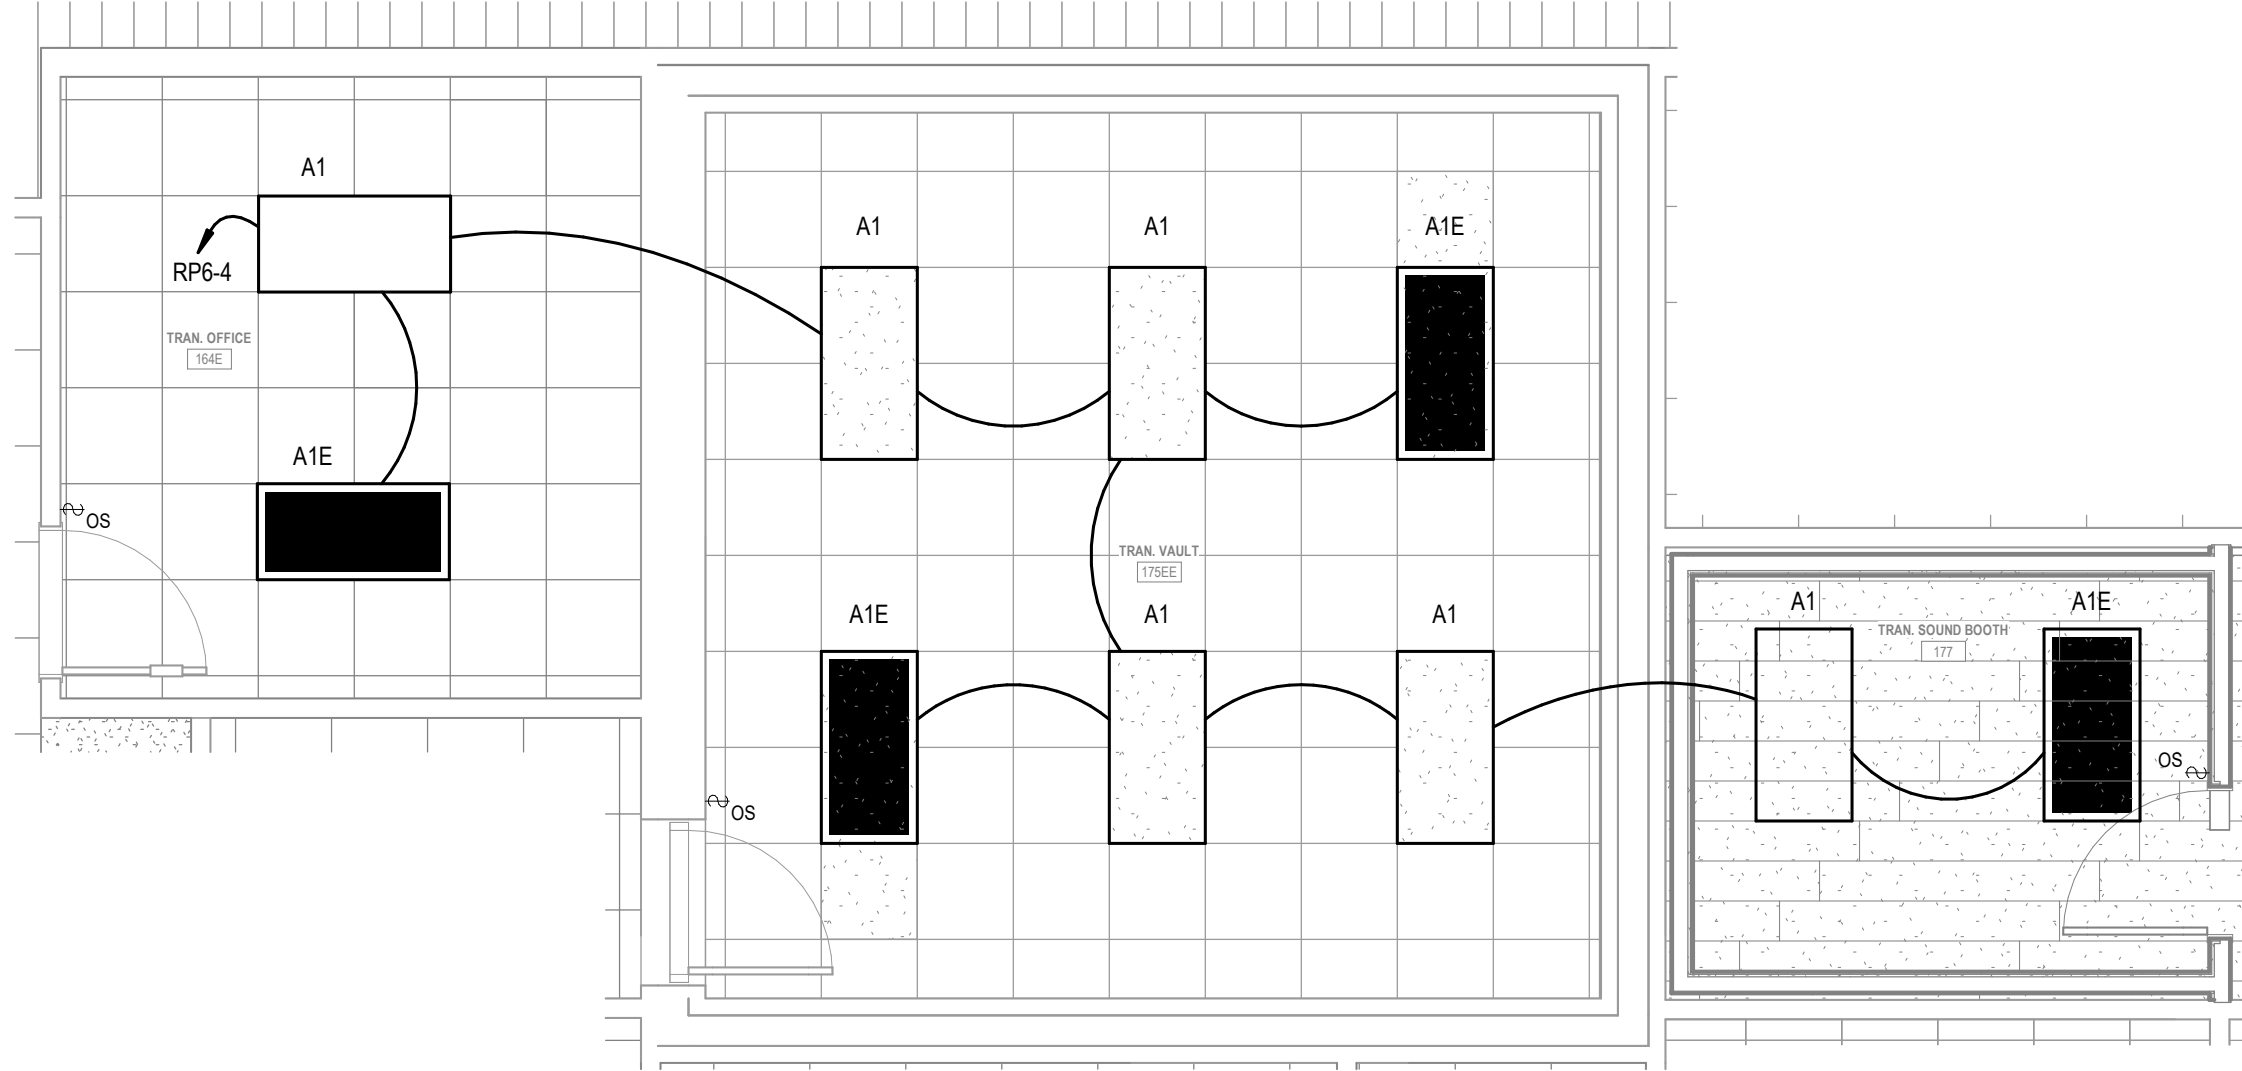 A1
RP6-4
TRAN. OFFICE
164E
A1E
OS
A1
A1
A1E
TRAN. VAULT
175EE
A1E
A1
A1
OS
A1
A1E
TRAN. SOUND BOOTH
177
OS